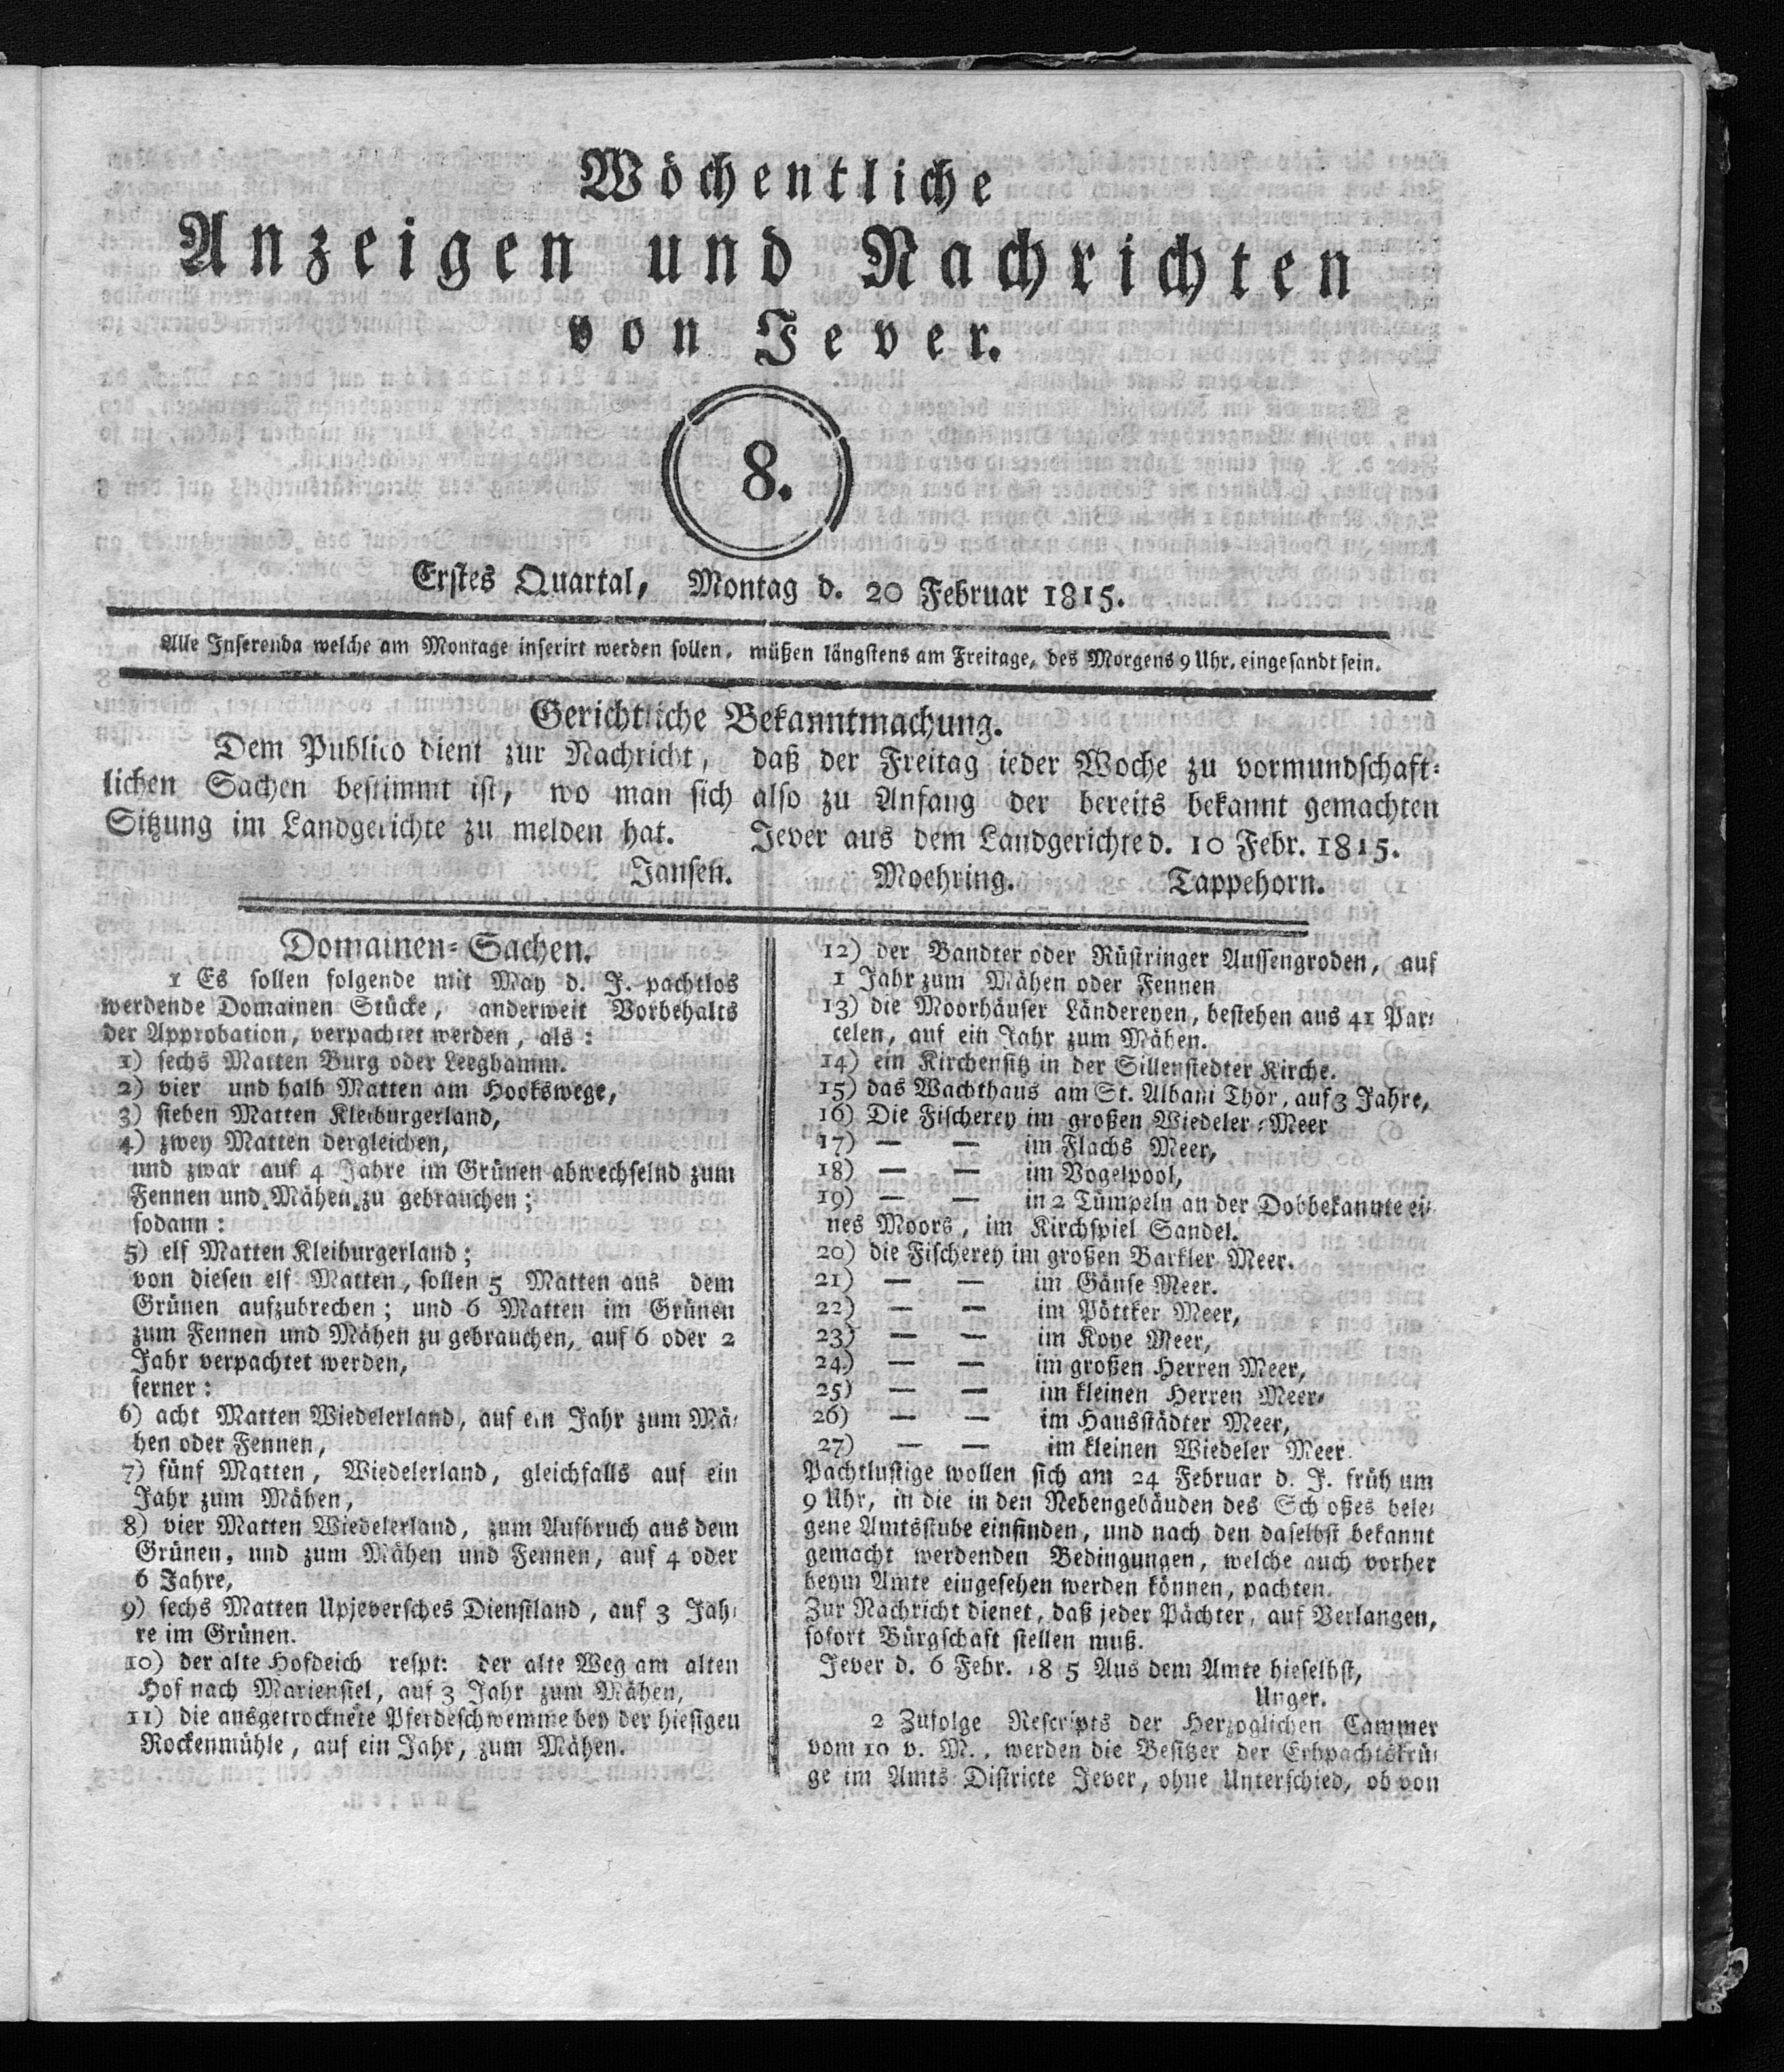 Wöchentliche
Anzeigen und Nachrichten
von Jever.
8.
Erstes Quartal, Montag d. 20 Februar 1815.
Alle Inserenda welche am Montage inserirt werden sollen, müßen längstens am Freitage, des Morgens 9 Uhr, eingesandt sein.
Gerichtliche Bekanntmachung.
Dem Publico dient zur Nachricht, daß der Freitag ieder Woche zu vormundschaft-
lichen Sachen bestimmt ist, wo man sich also zu Anfang der bereits bekannt gemachten
Sitzung im Landgerichte zu melden hat. Jever aus dem Landgerichte d. 10 Febr. 1815.
Jansen. Moehring. Tappehorn.
Domainen-Sachen.
1 Es sollen folgende mit May d. J. pachtlos
werdende Domainen Stücke, anderweit Vorbehalts
der Approbation, verpachtet werden, als:
1) sechs Matten Burg oder Leeghamm.
2) vier und halb Matten am Hookswege,
3) sieben Matten Kleiburgerland,
4) zwey Matten dergleichen,
und zwar auf 4 Jahre im Grünen abwechselnd zum
Fennen und Mähen zu gebrauchen;
sodann:
5) elf Matten Kleiburgerland;
von diesen elf Matten, sollen 5 Matten aus dem
Grünen aufzubrechen; und 6 Matten im Grünen
zum Fennen und Mähen zu gebrauchen, auf 6 oder 2
Jahr verpachtet werden,
ferner:
6) acht Matten Wiedelerland, auf ein Jahr zum Mä-
hen oder Fennen,
7) fünf Matten, Wiedelerland, gleichfalls auf ein
Jahr zum Mähen,
8) vier Matten Wiedelerland, zum Aufbruch aus dem
Grünen, und zum Mähen und Fennen, auf 4 oder
6 Jahre,
9) sechs Matten Upjeversches Dienstland, auf 3 Jah-
re im Grünen.
10) der alte Hofdeich respt: der alte Weg am alten
Hof nach Mariensiel, auf 3 Jahr zum Mähen,
11) die ausgetrocknete Pferdeschwemme bey der hiesigen
Rockenmühle, auf ein Jahr, zum Mähen.
12) der Bandter oder Rüstringer Aussengroden, auf
1 Jahr zum Mähen oder Fennen
13) die Moorhäuser Ländereyen, bestehen aus 41 Par-
celen, auf ein Jahr zum Mähen.
14) ein Kirchensitz in der Sillenstedter Kirche.
15) das Wachthaus am St. Albani Thor, auf 3 Jahre,
16) Die Fischerey im großen Wiedeler-Meer
17) — — im Flachs Meer,
18) — — im Vogelpool,
19) — — in 2 Tümpeln an der Dobbekannte ei-
nes Moors, im Kirchspiel Sandel.
20) die Fischerey im großen Barkler Meer.
21) — — im Gänse Meer.
22) — — im Pöttker Meer,
23) — — im Koye Meer,
24) — — im großen Herren Meer,
25) — — im kleinen Herren Meer-
26) — — im Hausstädter Meer,
27) — — im kleinen Wiedeler Meer.
Pachtlustige wollen sich am 24 Februar d. J. früh um
9 Uhr, in die in den Nebengebäuden des Sch oßes bele-
gene Amtsstube einfinden, und nach den daselbst bekannt
gemacht werdenden Bedingungen, welche auch vorher
beym Amte eingesehen werden können, pachten.
Zur Nachricht dienet, daß jeder Pächter, auf Verlangen,
sofort Bürgschaft stellen muß.
Jever d. 6 Febr. 18 5 Aus dem Amte hieselbst,
Unger.
2 Zufolge Rescripts der Herzoglichen Cammer
vom 10 v. M., werden die Besitzer der Erbpachtskrü-
ge im Amts Districte Jever, ohne Unterschied, ob von